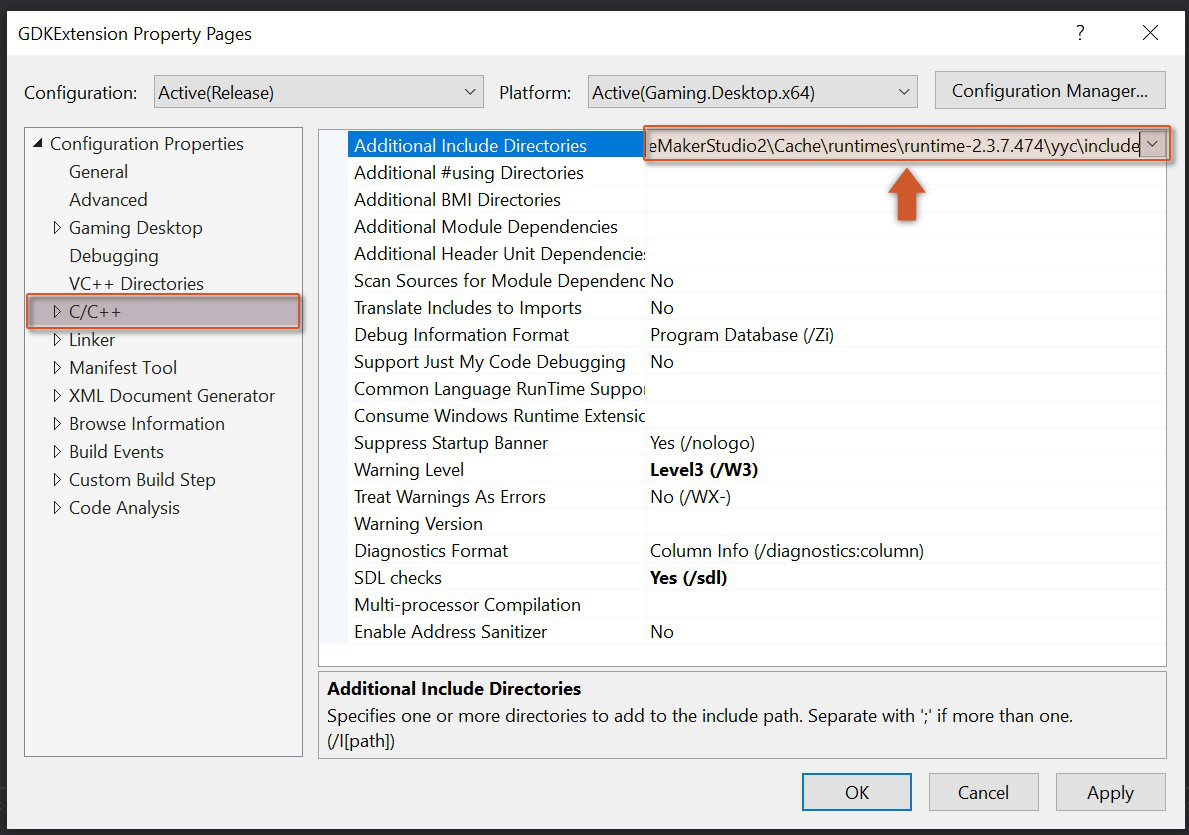 GDKExtension Property Pages
?
Configuration: Active(Release) Platform: Active(Gaming.Desktop.x64) Configuration Manager...
Configuration Properties
General
Advanced
Gaming Desktop
Debugging
VC++ Directories
C/C++
Linker
Manifest Tool
XML Document Generator
Browse Information
Build Events
Custom Build Step
Code Analysis
Additional Include Directories eMakerStudio2\Cache\runtimes\runtime-2.3.7.474\yyc\include
Additional #using Directories
Additional BMI Directories
Additional Module Dependencies
Additional Header Unit Dependencies
Scan Sources for Module Dependenc No
Translate Includes to Imports No
Debug Information Format Program Database (/Zi)
Support Just My Code Debugging No
Common Language RunTime Suppor
Consume Windows Runtime Extensic
Suppress Startup Banner Yes (/nologo)
Warning Level Level3 (/W3)
Treat Warnings As Errors No (/WX-)
Warning Version
Diagnostics Format Column Info (/diagnostics:column)
SDL checks Yes (/sdl)
Multi-processor Compilation
Enable Address Sanitizer No
Additional Include Directories
Specifies one or more directories to add to the include path. Separate with ';' if more than one.
(/I[path])
OK Cancel Apply